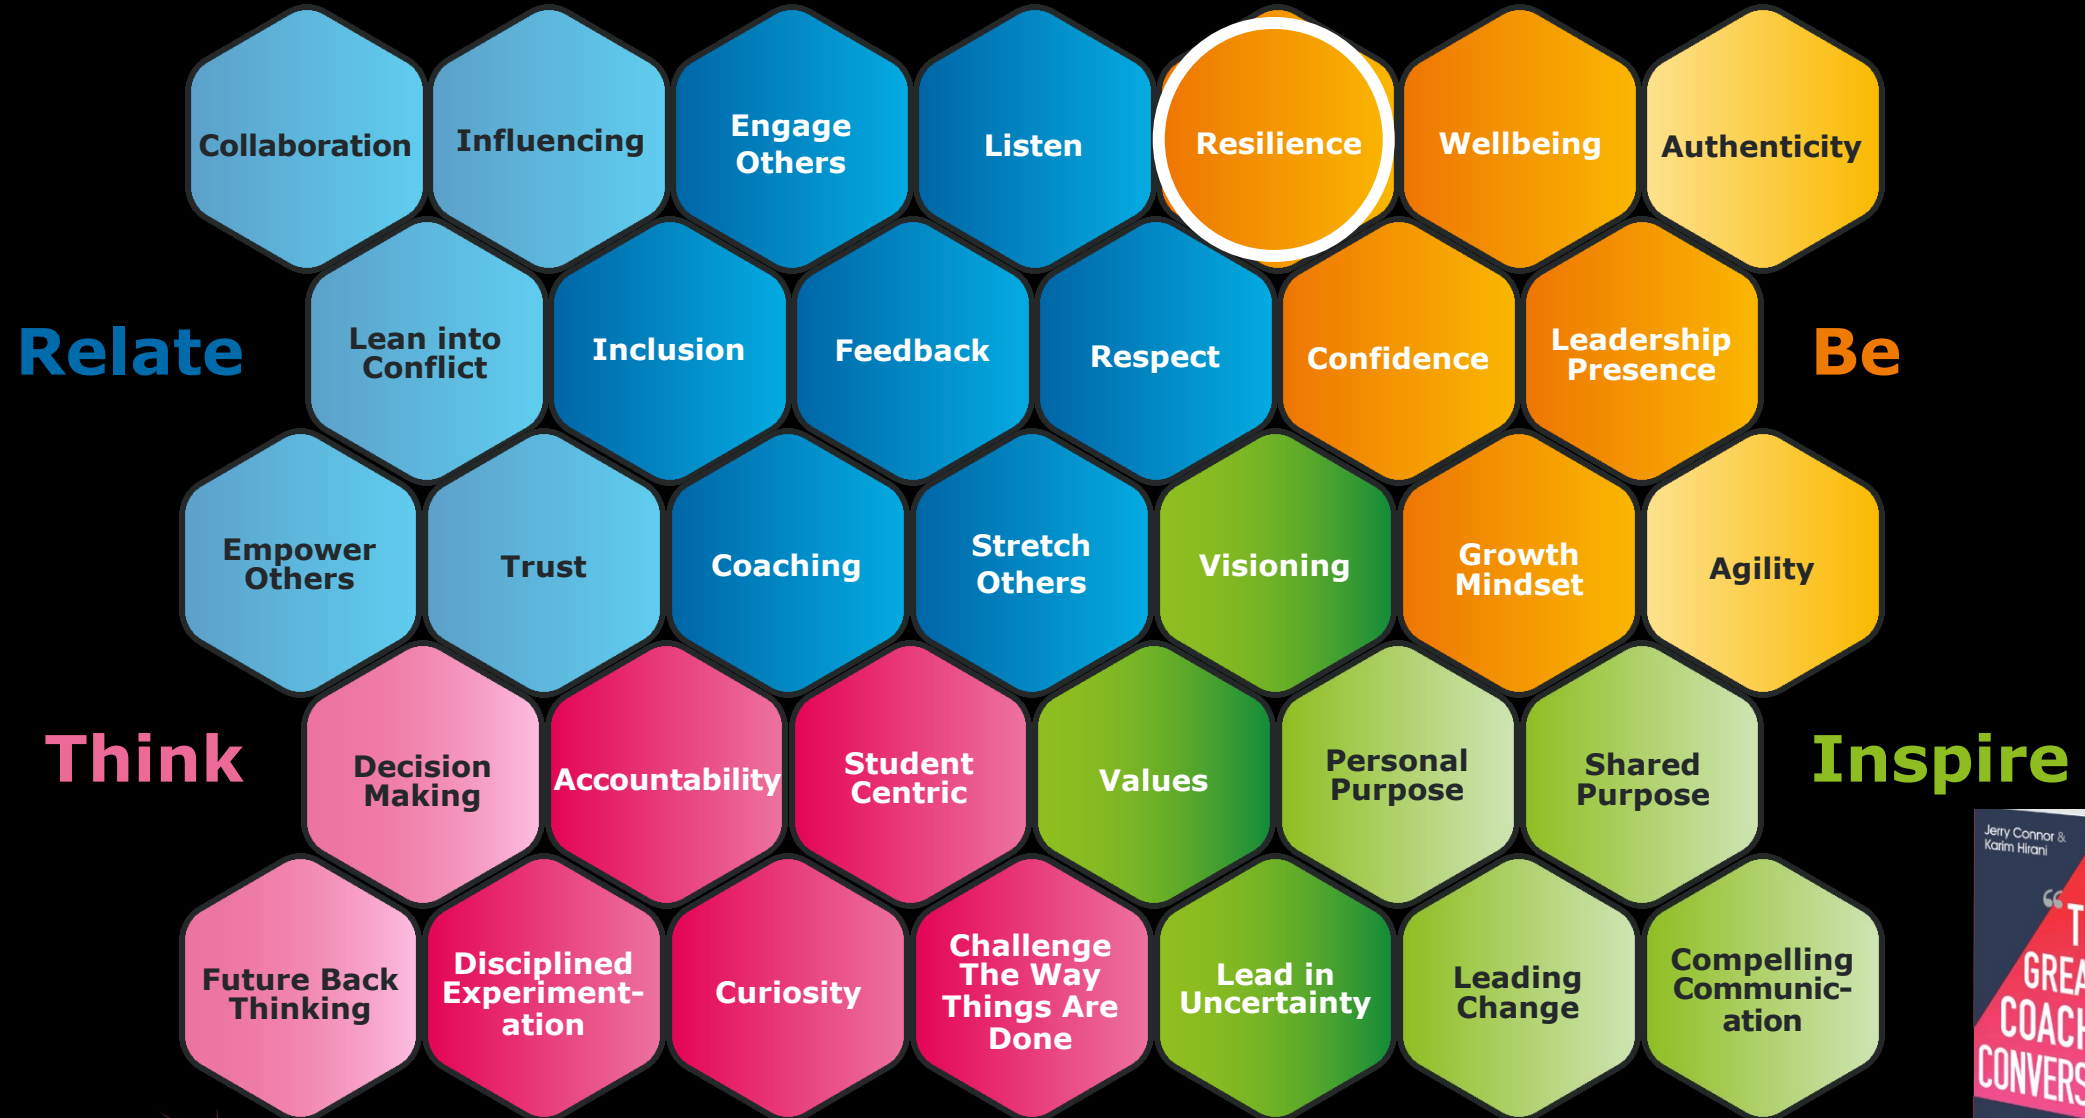 Collaboration
Influencing
Engage
Others
Listen
Resilience
Wellbeing
Authenticity
Relate
Lean into
Conflict
Inclusion
Feedback
Respect
Confidence
Leadership
Presence
Be
Empower
Others
Trust
Coaching
Stretch
Others
Visioning
Growth
Mindset
Agility
Think
Decision
Making
Accountability
Student
Centric
Values
Personal
Purpose
Shared
Purpose
Inspire
Future Back
Thinking
Disciplined
Experiment-
ation
Curiosity
Challenge
The Way
Things Are
Done
Lead in
Uncertainty
Leading
Change
Compelling
Communic-
ation
Jerry Connor &
Karim Hirani